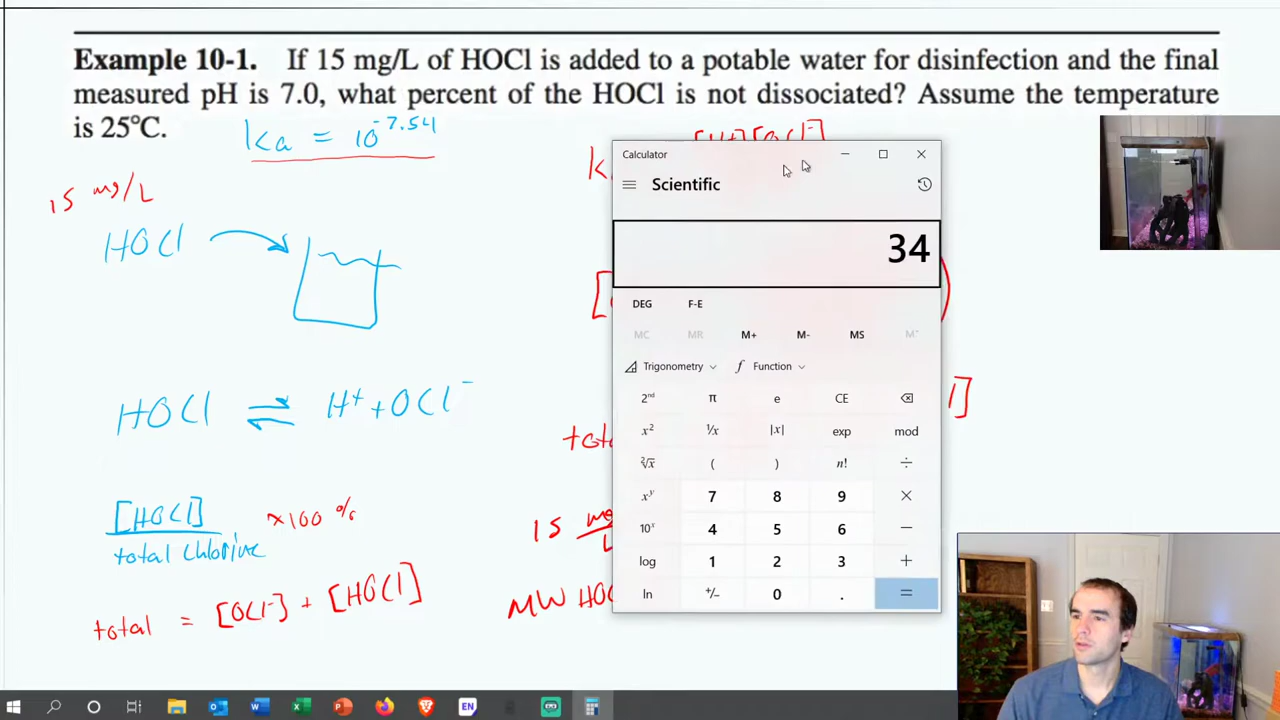 Example 10-1. If 15 mg/L of HOCl is added to a potable water for disinfection and the final
measured pH is 7.0, what percent of the HOCl is not dissociated? Assume the temperature
is 25°C.
ka = 10^-7.54
[H+][OCl-]
15 mg/L
HOCl
HOCl ⇌ H+ + OCl-
[HOCl]
total chlorine
×100 %
total = [OCl-] + [HOCl]
15
MW
Calculator
Scientific
34
DEG F-E
MC MR M+ M- MS M˅
Trigonometry Function
2nd π e CE
x² ¹/x |x| exp mod
²√x ( ) n! ÷
xʸ 7 8 9 ×
10ˣ 4 5 6 −
log 1 2 3 +
ln +/− 0 . =
EN